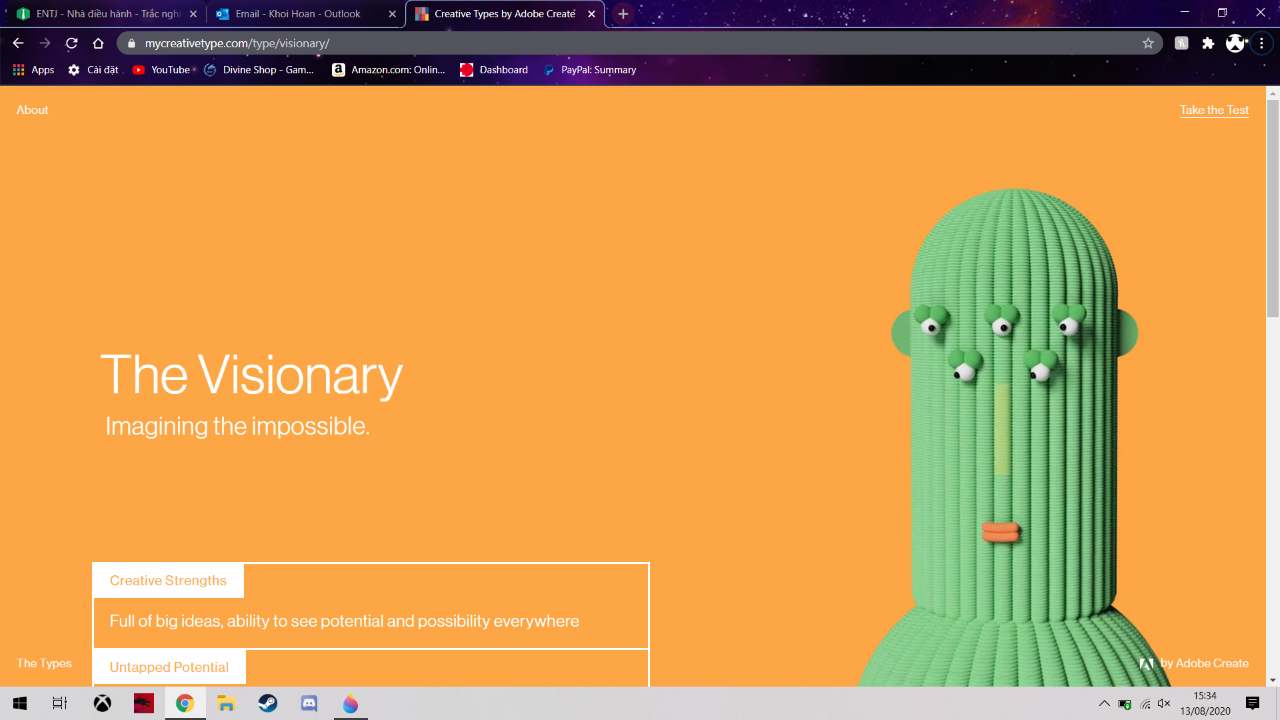 ENTJ - Nhà điều hành - Trắc nghi
Email - Khanh Nguyen Hoang - Outlook
Creative Types by Adobe Create
mycreativetype.com/type/visionary/
Apps
Cài đặt
YouTube
Divine Shop - Gam...
Amazon.com: Onlin...
Dashboard
PayPal: Summary
About
Take the Test
The Visionary
Imagining the impossible.
Creative Strengths
Full of big ideas, ability to see potential and possibility everywhere
Untapped Potential
The Types
by Adobe Create
15:34
13/08/2020